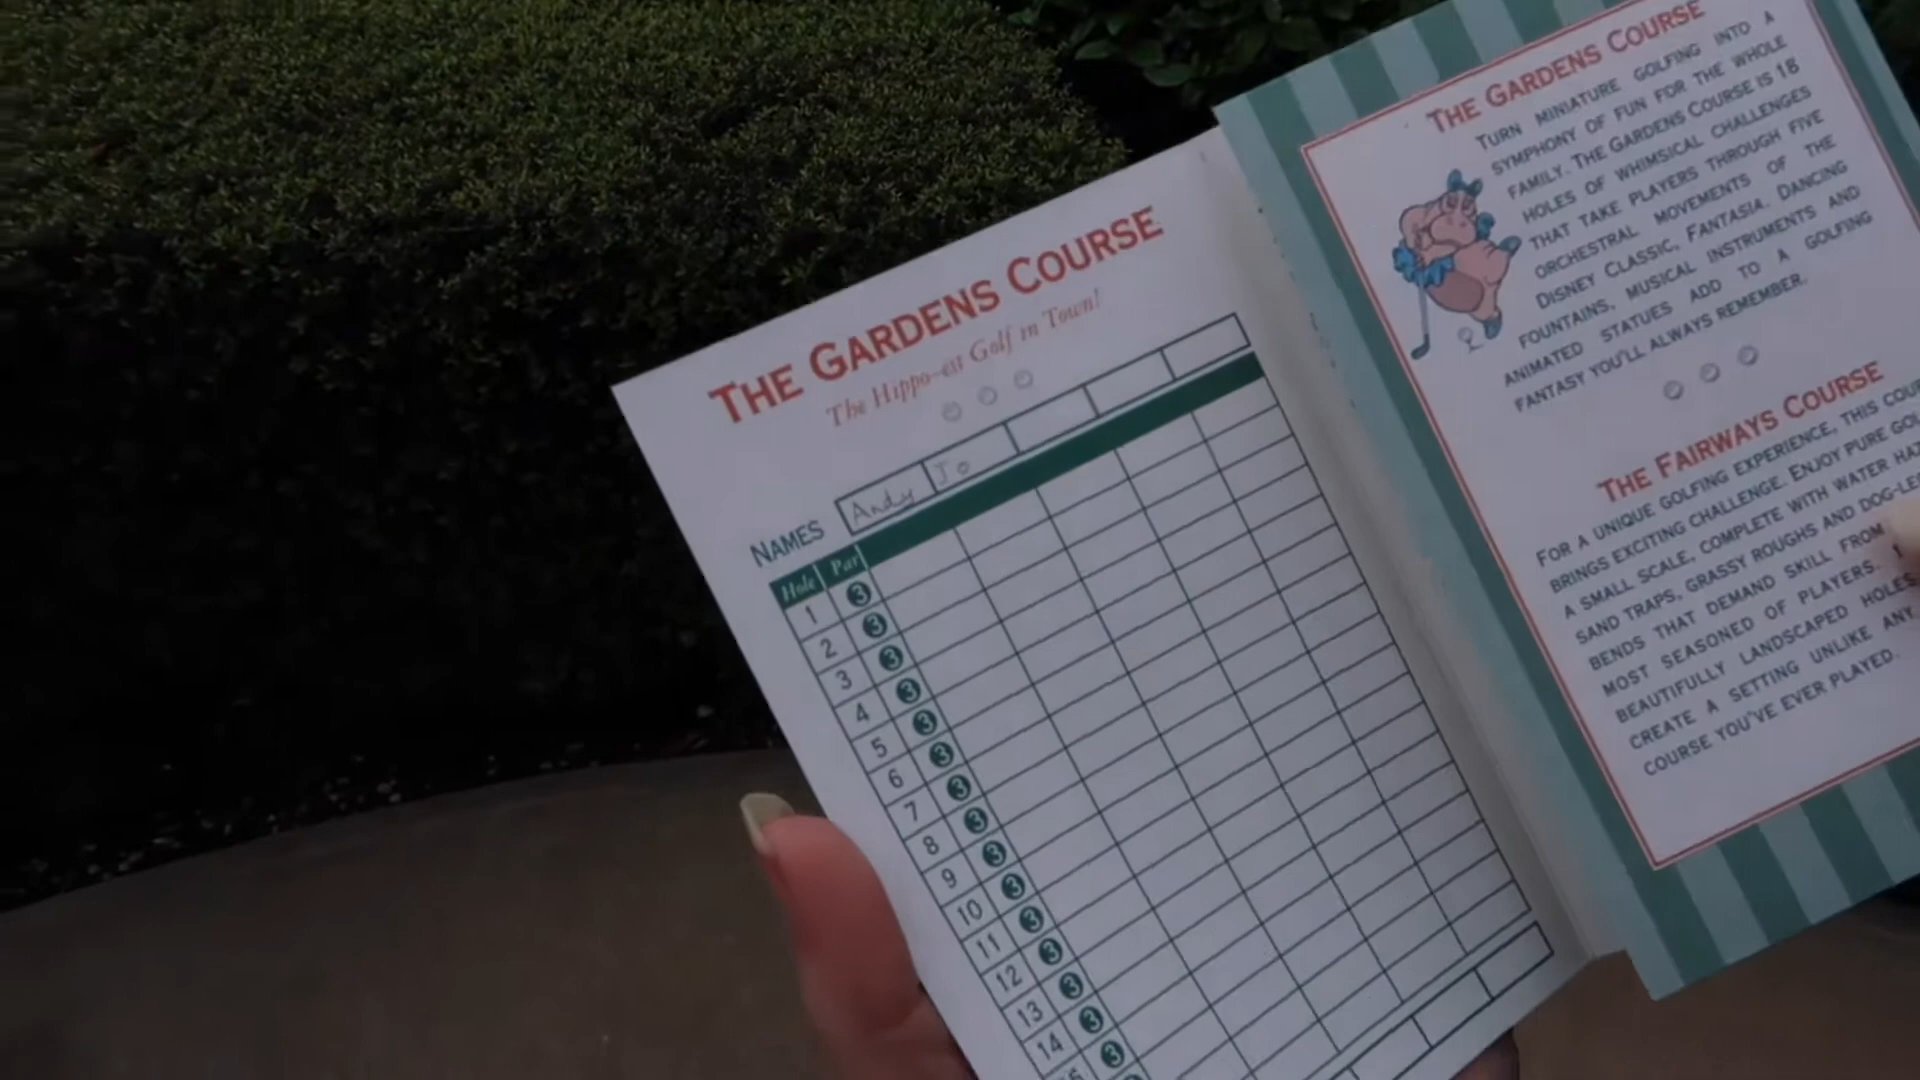 THE GARDENS COURSE
The Hippo-est Golf in Town!
NAMES Andy Jo
Hole Par
1 3
2 3
3 3
4 3
5 3
6 3
7 3
8 3
9 3
10 3
11 3
12 3
13 3
14 3
3
THE GARDENS COURSE
TURN MINIATURE GOLFING INTO A
SYMPHONY OF FUN FOR THE WHOLE
FAMILY. THE GARDENS COURSE IS 18
HOLES OF WHIMSICAL CHALLENGES
THAT TAKE PLAYERS THROUGH FIVE
ORCHESTRAL MOVEMENTS OF THE
DISNEY CLASSIC, FANTASIA. DANCING
FOUNTAINS, MUSICAL INSTRUMENTS AND
ANIMATED STATUES ADD TO A GOLFING
FANTASY YOU'LL ALWAYS REMEMBER.
THE FAIRWAYS COURSE
FOR A UNIQUE GOLFING EXPERIENCE, THIS
BRINGS EXCITING CHALLENGE. ENJOY PURE
A SMALL SCALE, COMPLETE WITH WATER
SAND TRAPS, GRASSY ROUGHS AND
BENDS THAT DEMAND SKILL FROM
MOST SEASONED OF PLAYERS.
BEAUTIFULLY LANDSCAPED HOLES
CREATE A SETTING UNLIKE ANY
COURSE YOU'VE EVER PLAYED.